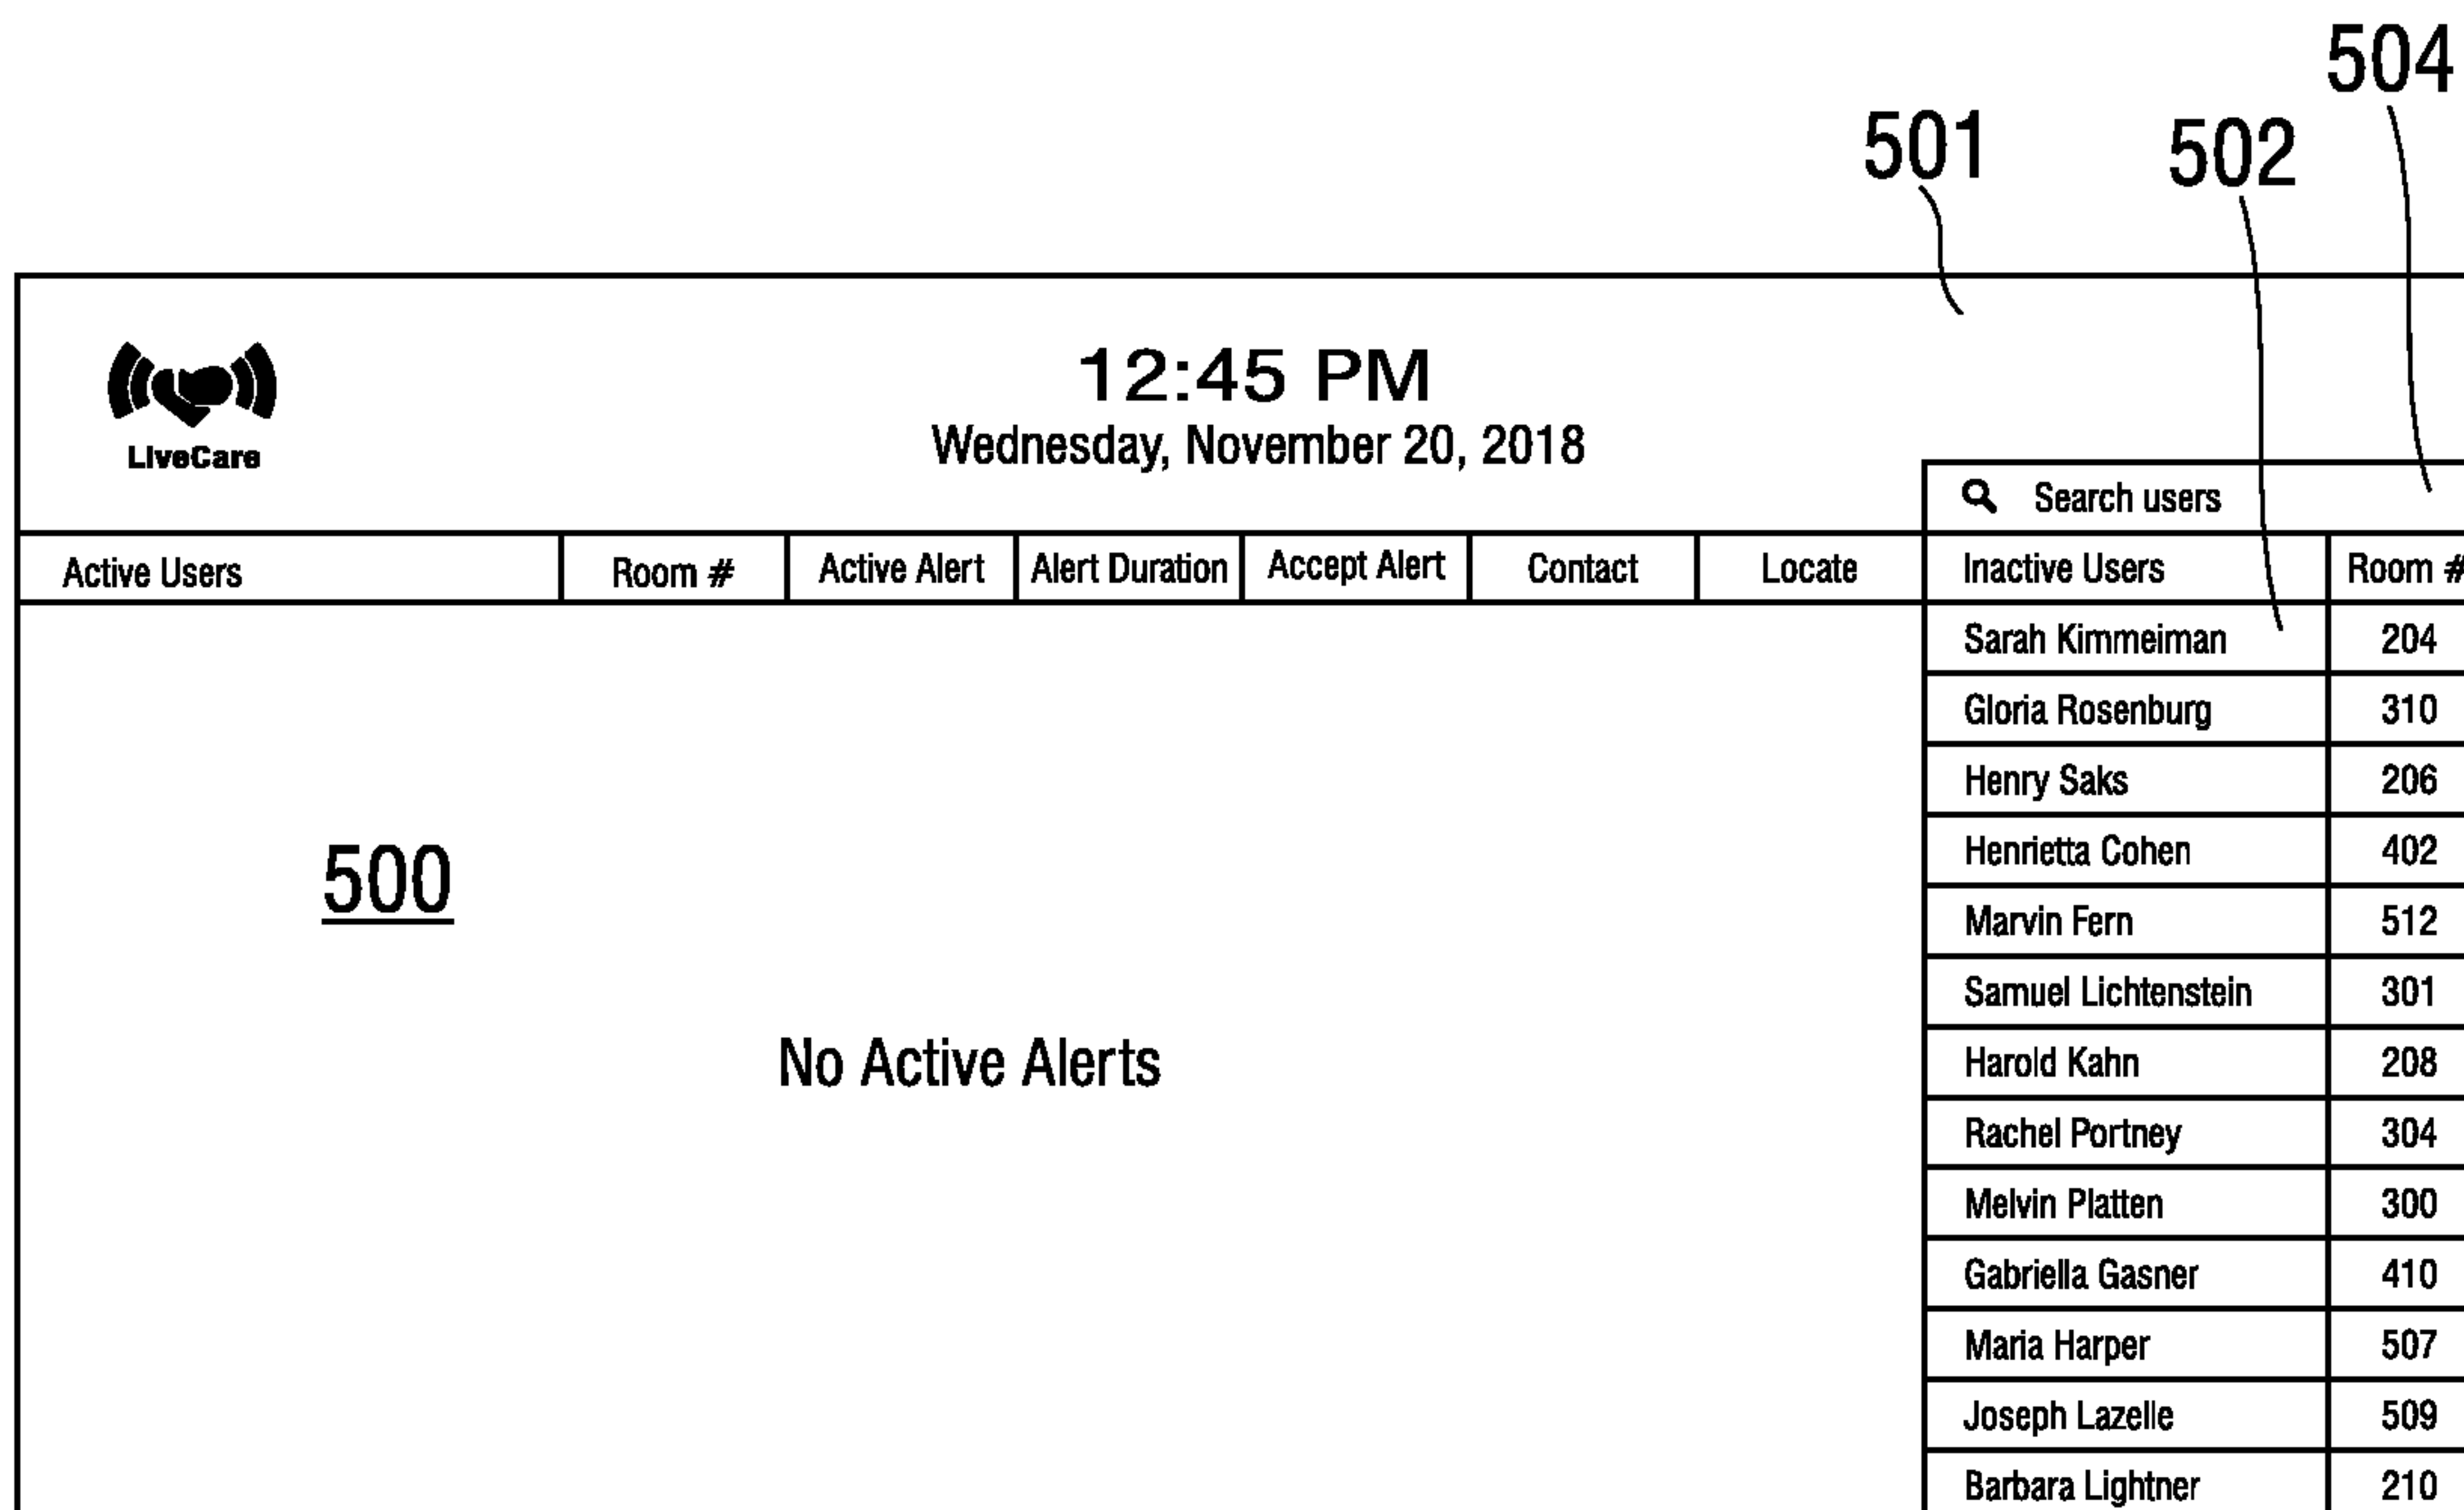 504
501 502
12:45 PM
LiveCare
Wednesday, November 20, 2018
Search users
Active Users Room # Active Alert Alert Duration Accept Alert Contact Locate Inactive Users Room #
Sarah Kimmeiman 204
Gloria Rosenburg 310
Henry Saks 206
Henrietta Cohen 402
500
Marvin Fern 512
Samuel Lichtenstein 301
No Active Alerts
Harold Kahn 208
Rachel Portney 304
Melvin Platten 300
Gabriella Gasner 410
Maria Harper 507
Joseph Lazelle 509
Barbara Lightner 210